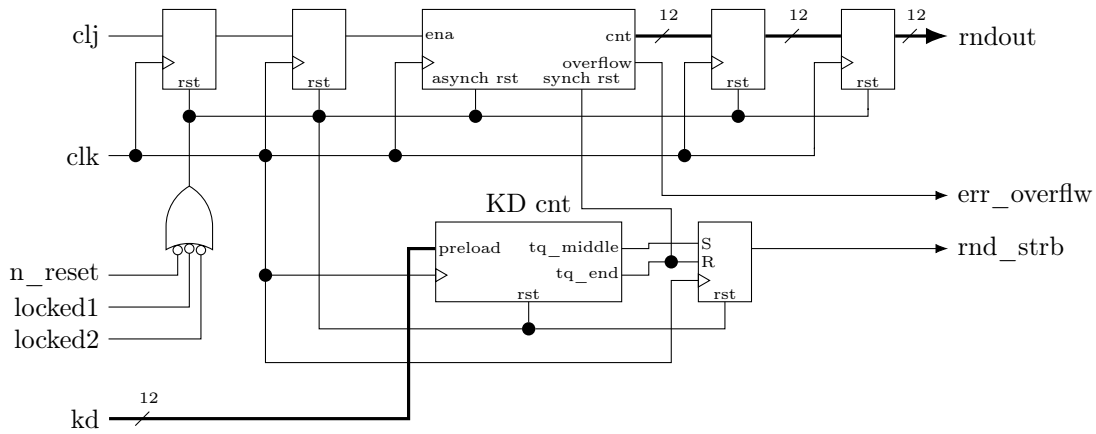 12 12 12
clj ena cnt rndout
overflow
rst rst asynch rst synch rst rst rst
clk
err_overflw
KD cnt
preload tq_middle S rnd_strb
n_reset tq_end R
rst rst
locked1
locked2
12
kd